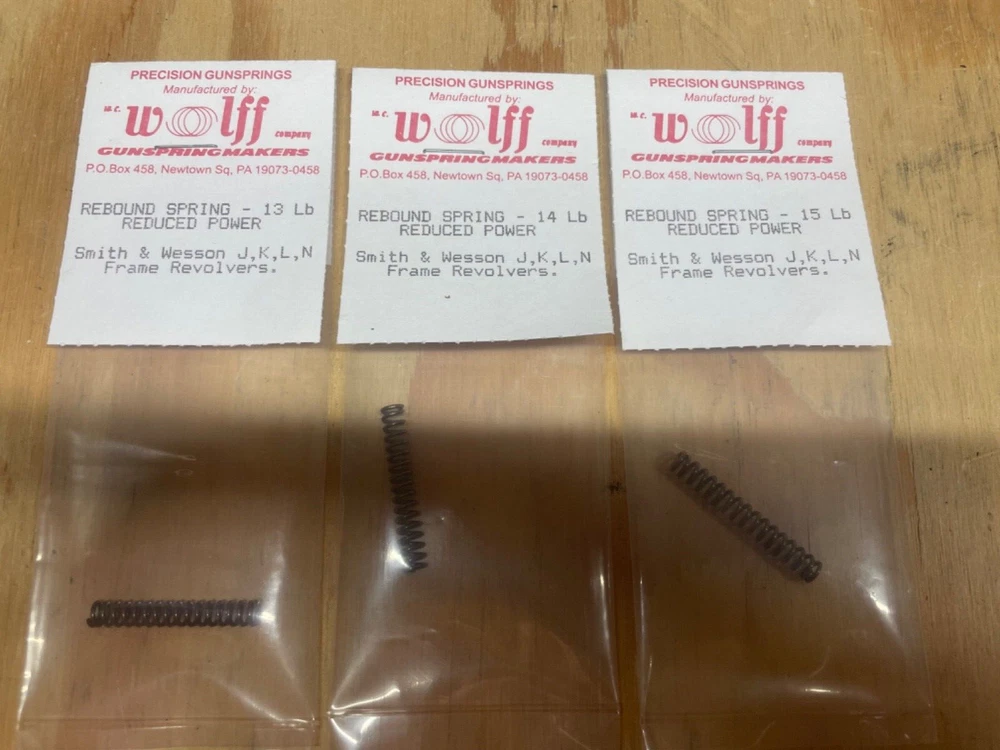 PRECISION GUNSPRINGS
Manufactured by:
w.c. wolff company
GUNSPRINGMAKERS
P.O.Box 458, Newtown Sq, PA 19073-0458
REBOUND SPRING - 13 Lb
REDUCED POWER
Smith & Wesson J,K,L,N
Frame Revolvers.
PRECISION GUNSPRINGS
Manufactured by:
w.c. wolff company
GUNSPRINGMAKERS
P.O.Box 458, Newtown Sq, PA 19073-0458
REBOUND SPRING - 14 Lb
REDUCED POWER
Smith & Wesson J,K,L,N
Frame Revolvers.
PRECISION GUNSPRINGS
Manufactured by:
w.c. wolff company
GUNSPRINGMAKERS
P.O.Box 458, Newtown Sq, PA 19073-0458
REBOUND SPRING - 15 Lb
REDUCED POWER
Smith & Wesson J,K,L,N
Frame Revolvers.